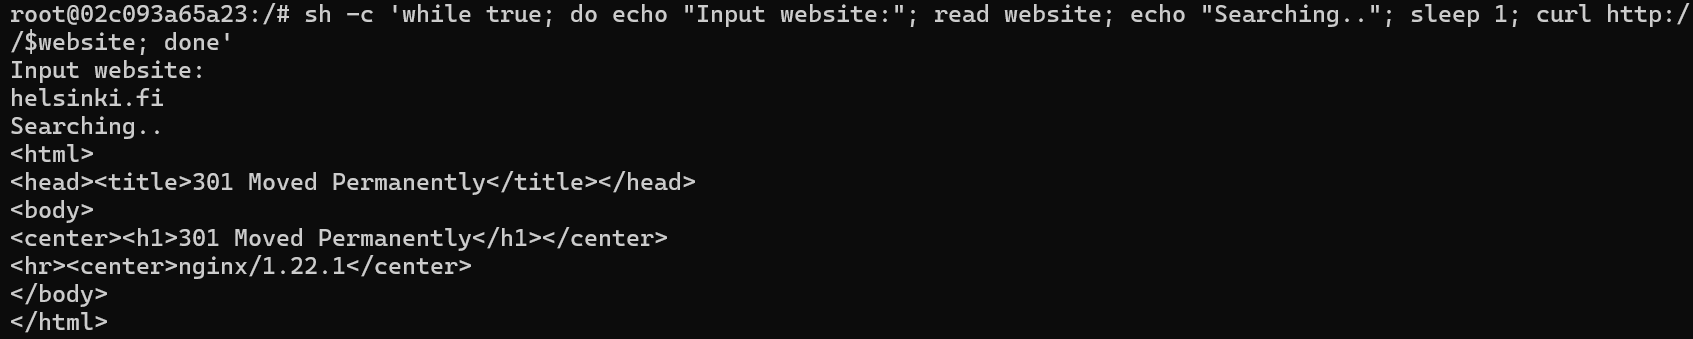 root@02c093a65a23:/# sh -c 'while true; do echo "Input website:"; read website; echo "Searching.."; sleep 1; curl http:/
/$website; done'
Input website:
helsinki.fi
Searching..
<html>
<head><title>301 Moved Permanently</title></head>
<body>
<center><h1>301 Moved Permanently</h1></center>
<hr><center>nginx/1.22.1</center>
</body>
</html>